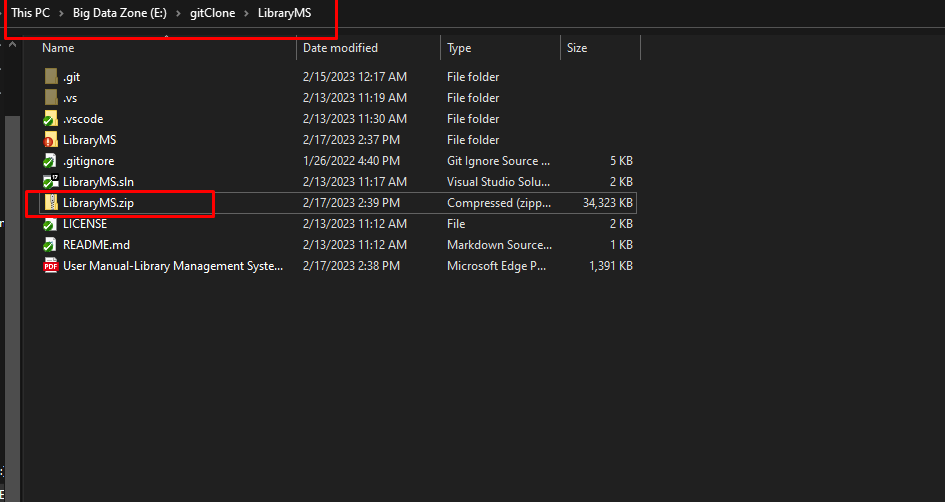 This PC > Big Data Zone (E:) > gitClone > LibraryMS
Name Date modified Type Size
.git 2/15/2023 12:17 AM File folder
.vs 2/13/2023 11:19 AM File folder
.vscode 2/13/2023 11:30 AM File folder
LibraryMS 2/17/2023 2:37 PM File folder
.gitignore 1/26/2022 4:40 PM Git Ignore Source ... 5 KB
LibraryMS.sln 2/13/2023 11:17 AM Visual Studio Solu... 2 KB
LibraryMS.zip 2/17/2023 2:39 PM Compressed (zipp... 34,323 KB
LICENSE 2/13/2023 11:12 AM File 2 KB
README.md 2/13/2023 11:12 AM Markdown Source... 1 KB
PDF User Manual-Library Management Syste... 2/17/2023 2:38 PM Microsoft Edge P... 1,391 KB